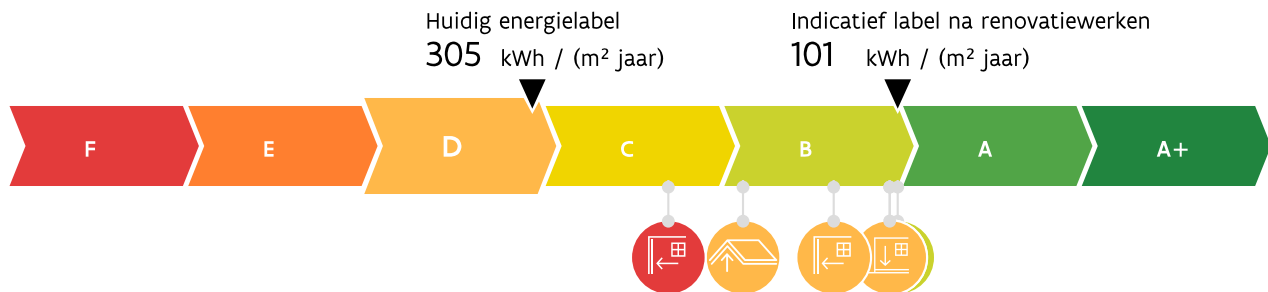 Huidig energielabel
305 kWh / (m² jaar)
Indicatief label na renovatiewerken
101 kWh / (m² jaar)
F
E
D
C
B
A
A+